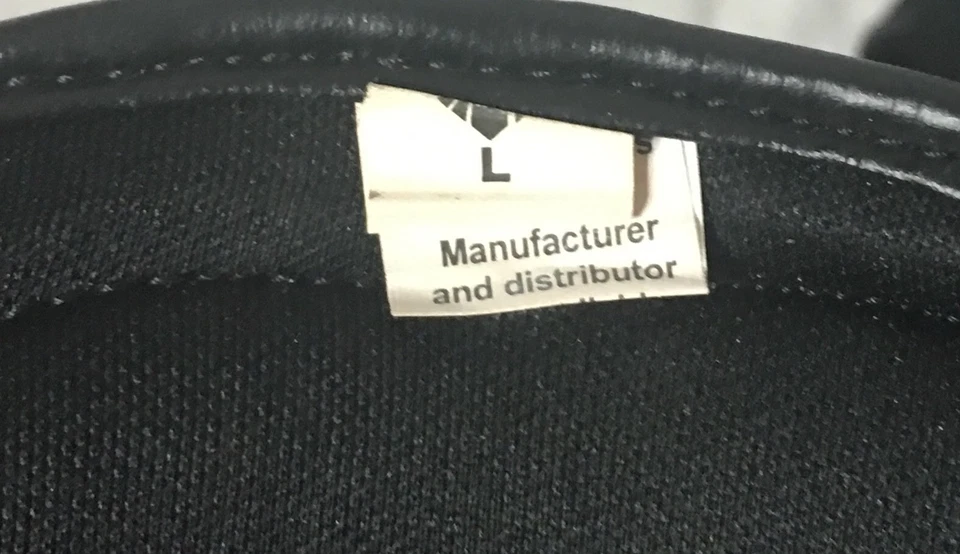 L
s
Manufacturer
and distributor